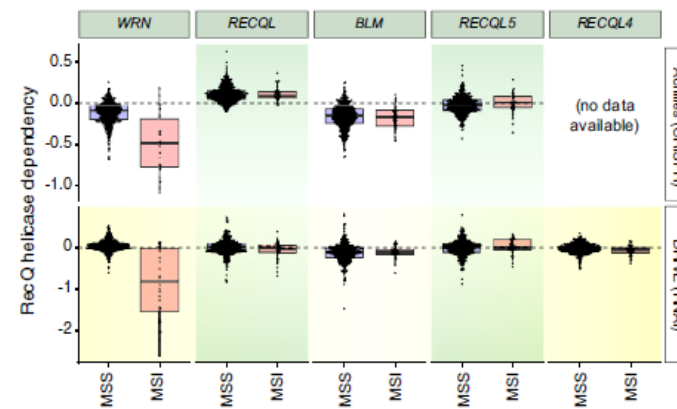 WRN RECQL BLM RECQL5 RECQL4
RecQ helicase dependency
0.5
0.0
-0.5
-1.0
(no data
available)
0
-1
-2
MSS MSI MSS MSI MSS MSI MSS MSI MSS MSI